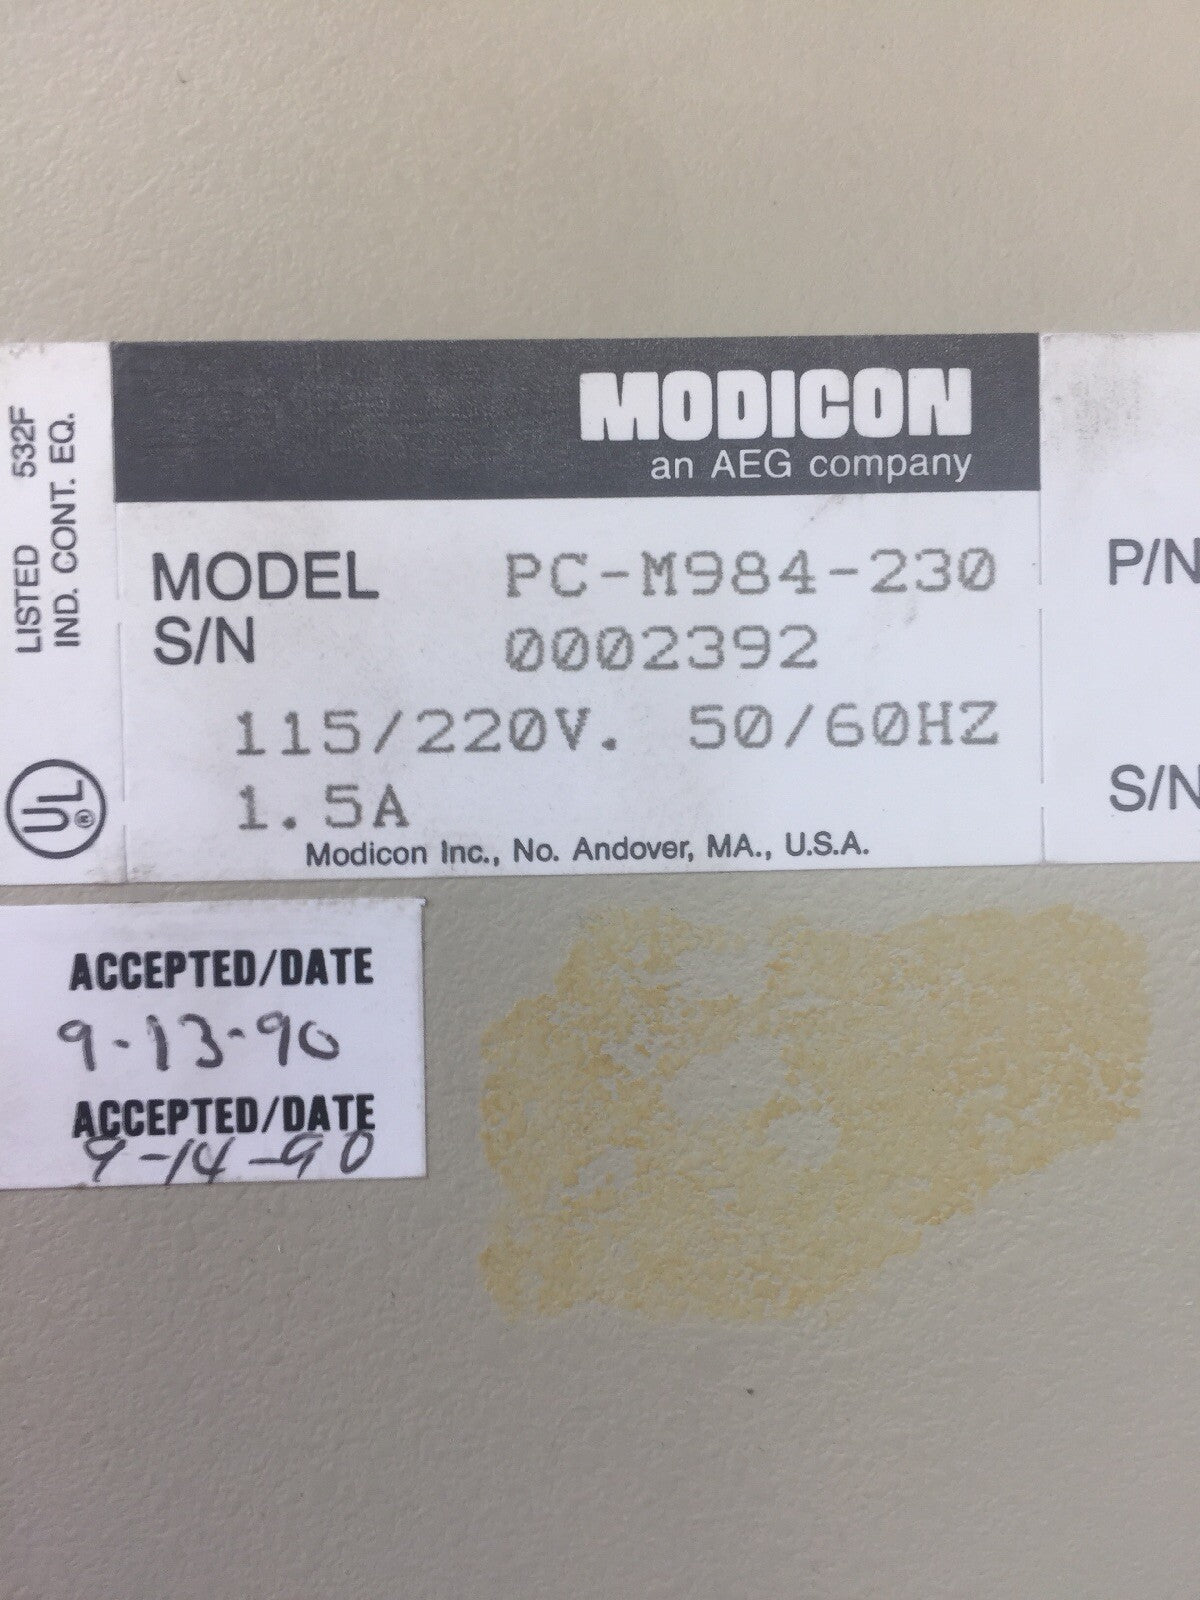 LISTED 532F
IND. CONT. EQ.
UL®
MODICON
an AEG company
MODEL PC-M984-230
S/N 0002392
115/220V. 50/60HZ
1.5A
Modicon Inc., No. Andover, MA., U.S.A.
P/N
S/N
ACCEPTED/DATE
9-13-90
ACCEPTED/DATE
9-14-90